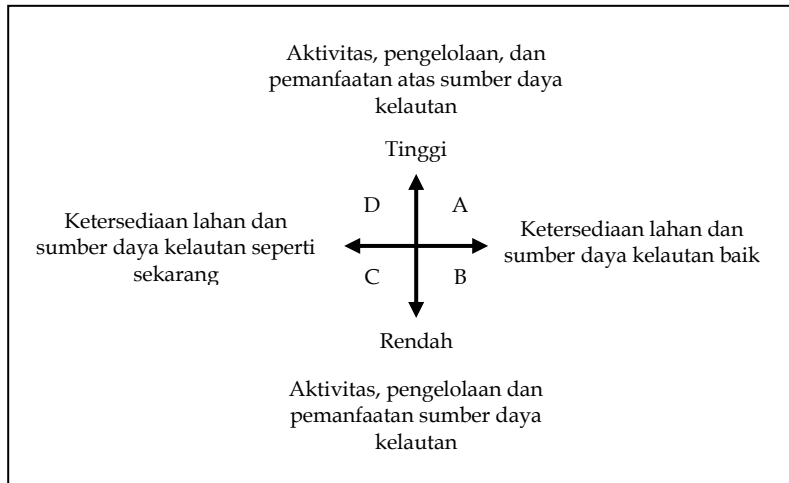 Aktivitas, pengelolaan, dan
pemanfaatan atas sumber daya
kelautan
Tinggi
D
A
Ketersediaan lahan dan
sumber daya kelautan seperti
sekarang
Ketersediaan lahan dan
sumber daya kelautan baik
C
B
Rendah
Aktivitas, pengelolaan dan
pemanfaatan sumber daya
kelautan